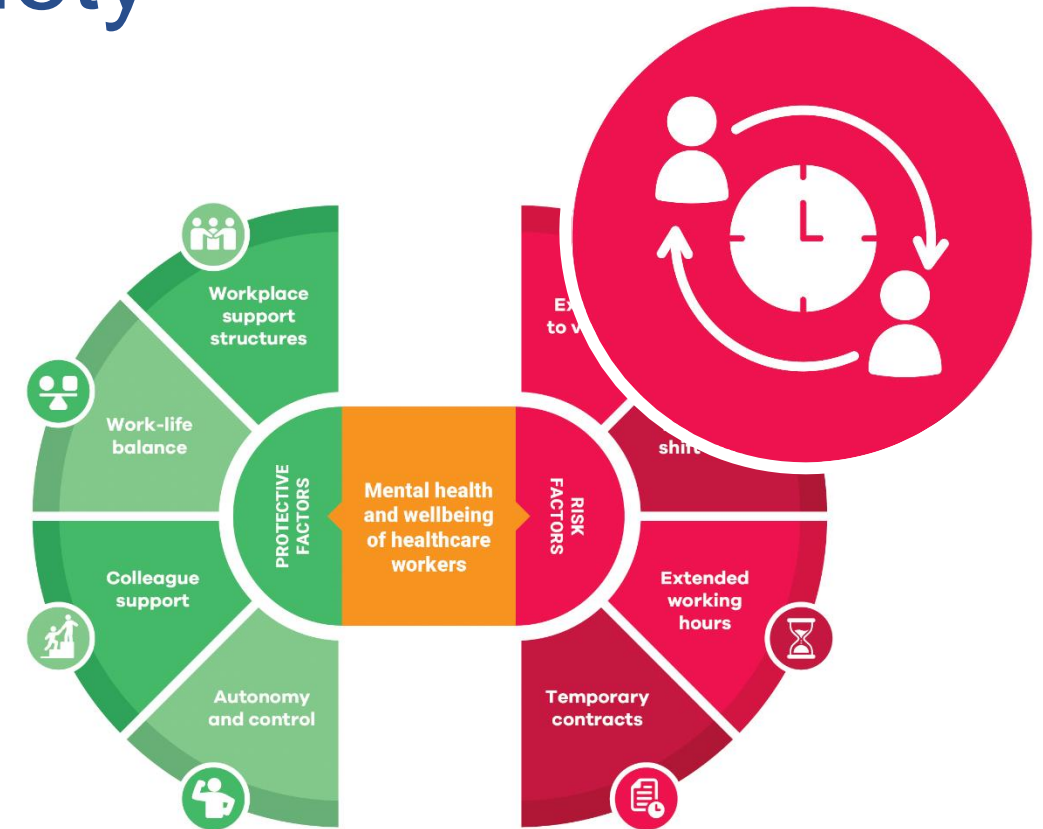 Workplace
support
structures
Work-life
balance
Colleague
support
Autonomy
and control
PROTECTIVE
FACTORS
Mental health
and wellbeing
of healthcare
workers
RISK
FACTORS
Extended
working
hours
Temporary
contracts